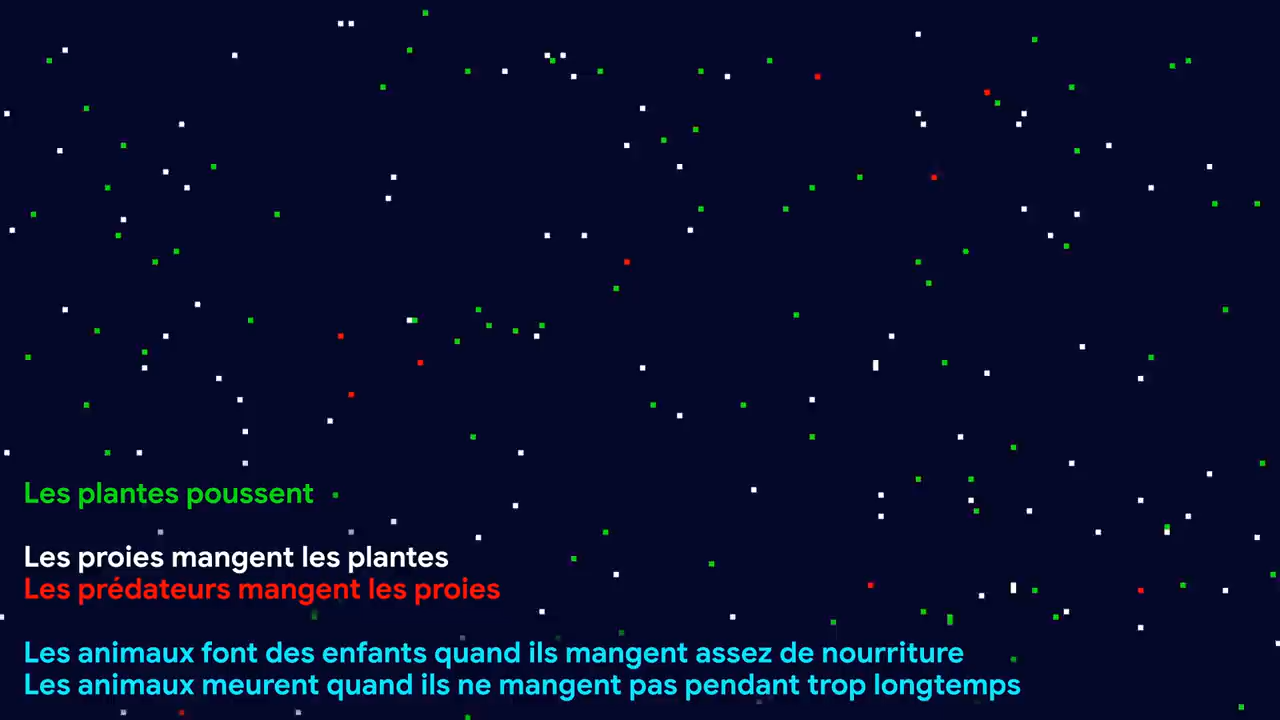 Les plantes poussent
Les proies mangent les plantes
Les prédateurs mangent les proies
Les animaux font des enfants quand ils mangent assez de nourriture
Les animaux meurent quand ils ne mangent pas pendant trop longtemps